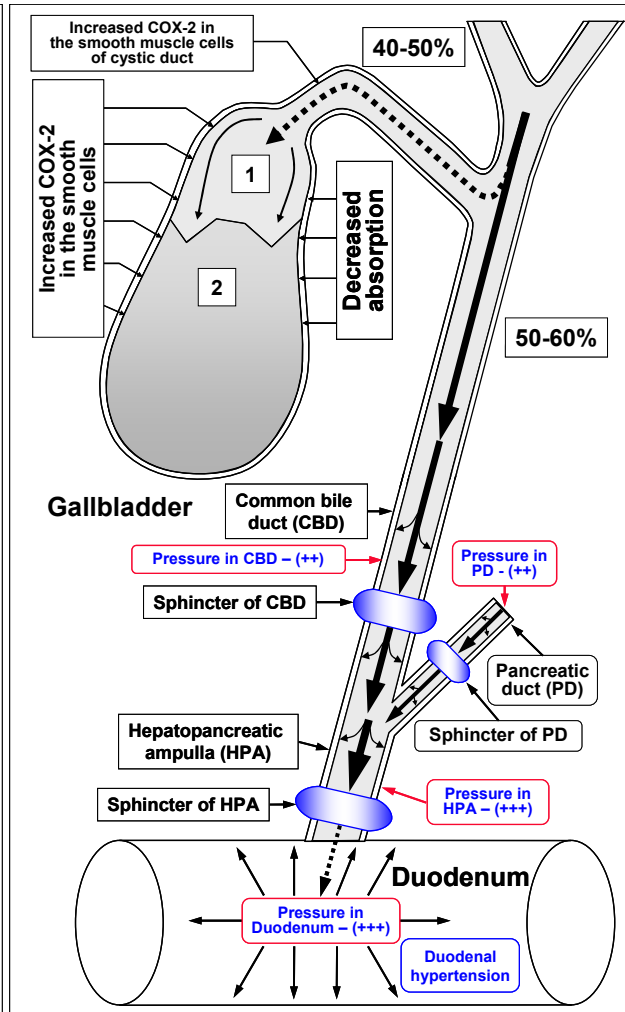 Increased COX-2 in
the smooth muscle cells
of cystic duct
40-50%
Increased COX-2
in the smooth
muscle cells
1
2
Decreased
absorption
50-60%
Gallbladder
Common bile
duct (CBD)
Pressure in CBD – (++)
Pressure in
PD - (++)
Sphincter of CBD
Pancreatic
duct (PD)
Sphincter of PD
Hepatopancreatic
ampulla (HPA)
Pressure in
HPA – (+++)
Sphincter of HPA
Duodenum
Pressure in
Duodenum – (+++)
Duodenal
hypertension